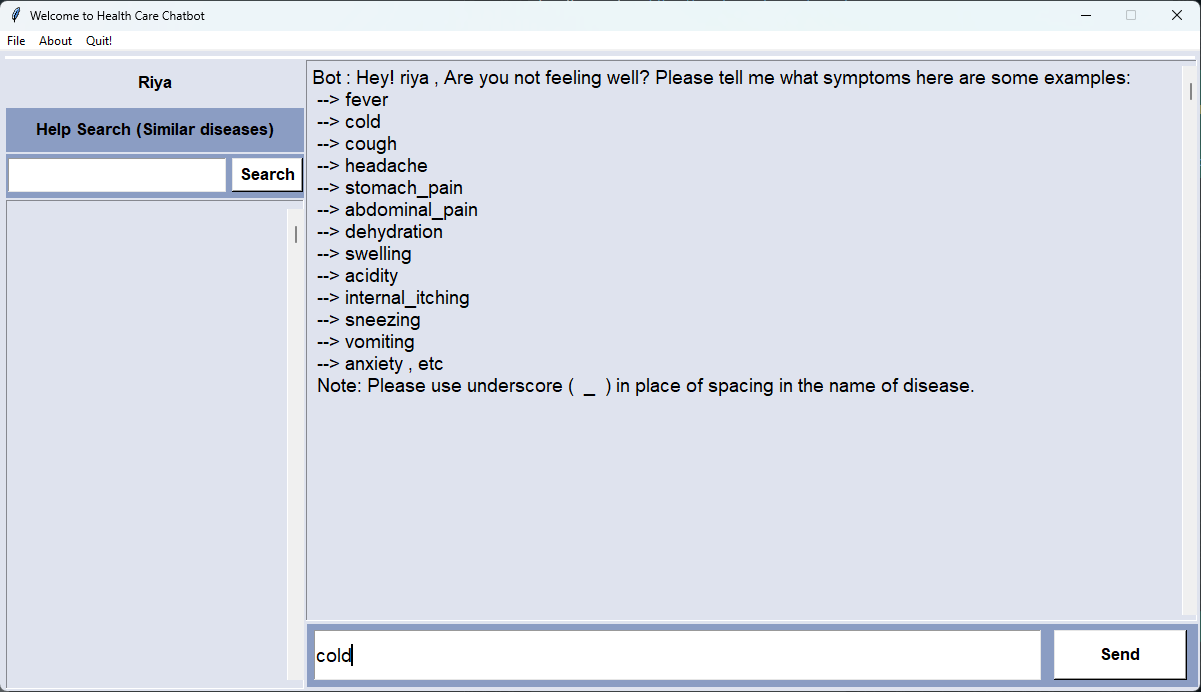 Welcome to Health Care Chatbot
File About Quit!
Riya
Help Search (Similar diseases)
Search
Bot : Hey! riya , Are you not feeling well? Please tell me what symptoms here are some examples:
--> fever
--> cold
--> cough
--> headache
--> stomach_pain
--> abdominal_pain
--> dehydration
--> swelling
--> acidity
--> internal_itching
--> sneezing
--> vomiting
--> anxiety , etc
Note: Please use underscore ( _ ) in place of spacing in the name of disease.
cold
Send